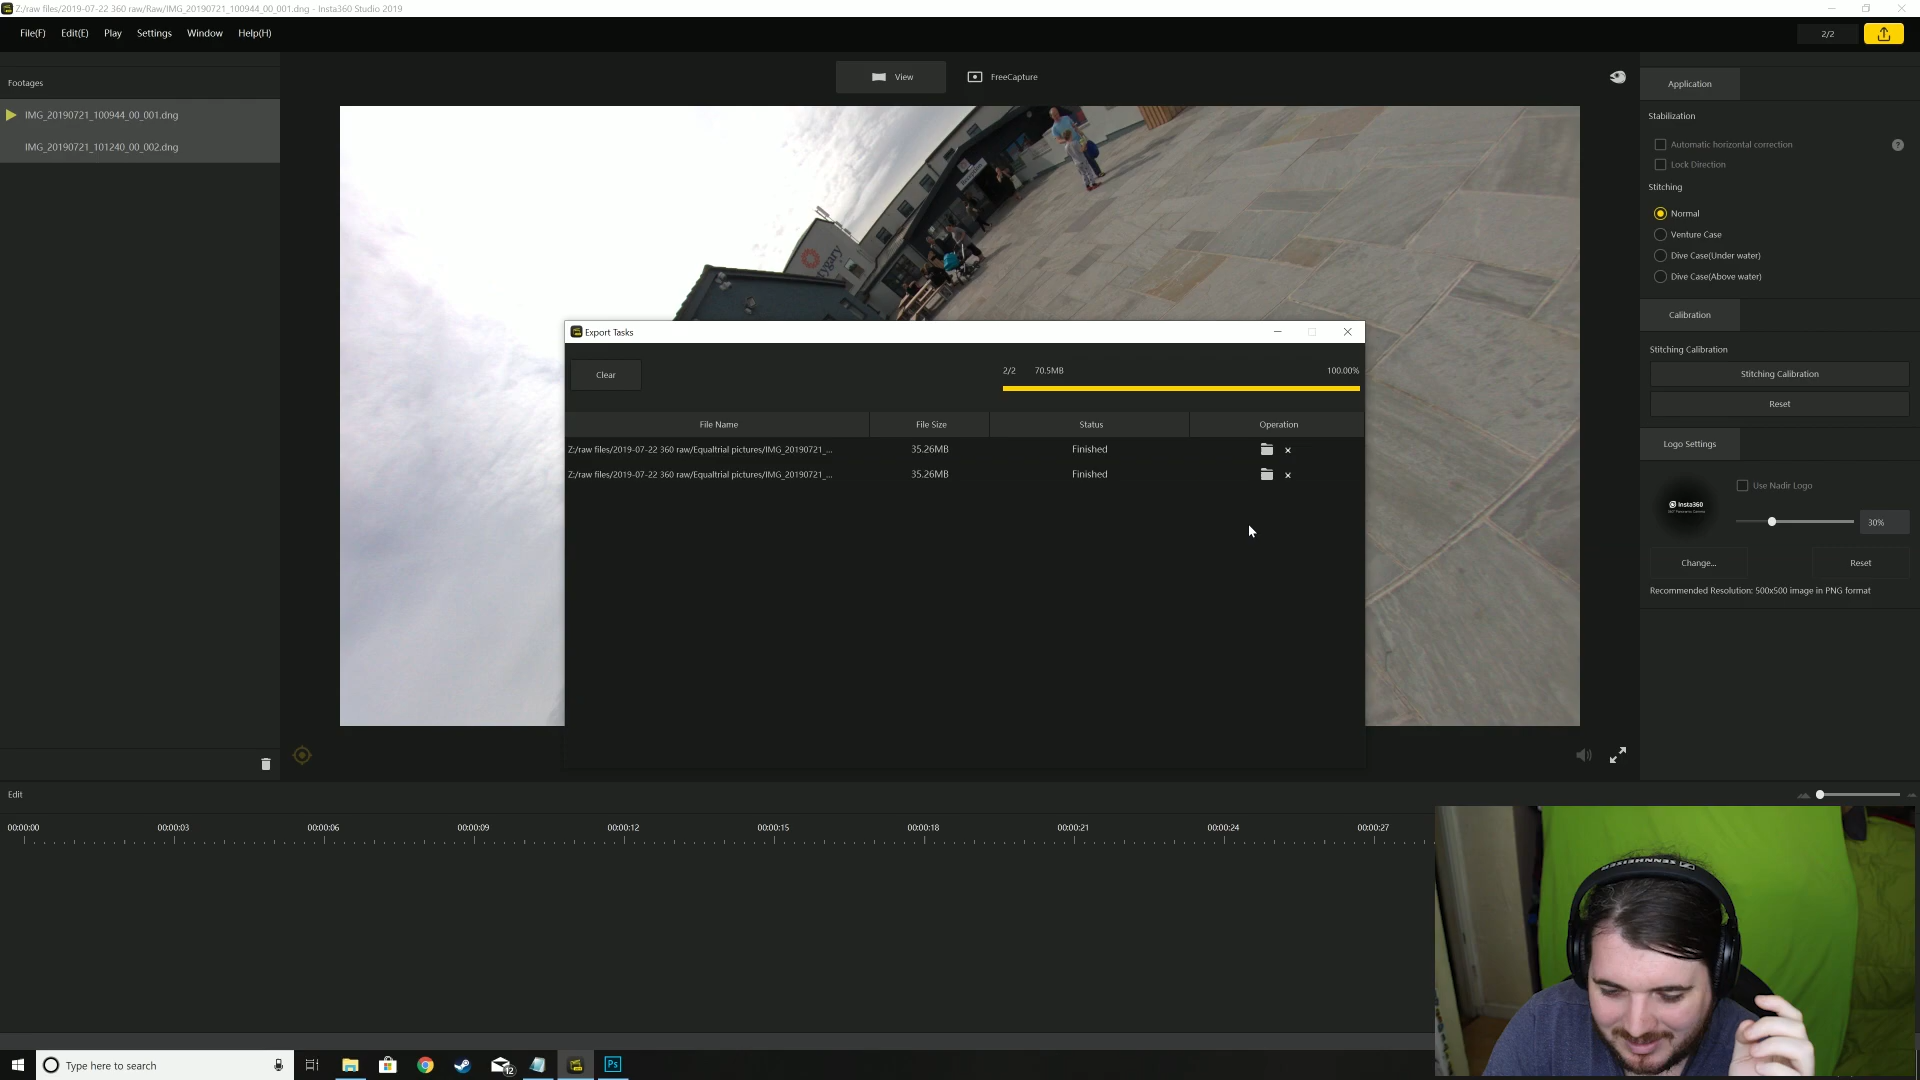 Z:/raw files/2019-07-22 360 raw/Raw/IMG_20190721_100944_00_001.dng - Insta360 Studio 2019
File(F) Edit(E) Play Settings Window Help(H)
2/2
Footages
IMG_20190721_100944_00_001.dng
IMG_20190721_101240_00_002.dng
View
FreeCapture
Application
Stabilization
Automatic horizontal correction
?
Lock Direction
Stitching
Normal
Venture Case
Dive Case(Under water)
Dive Case(Above water)
Calibration
Stitching Calibration
Stitching Calibration
Reset
Logo Settings
Insta360
Use Nadir Logo
30%
Change...
Reset
Recommended Resolution: 500x500 image in PNG format
Export Tasks
Clear
2/2 70.5MB 100.00%
File Name File Size Status Operation
Z:/raw files/2019-07-22 360 raw/Equaltrial pictures/IMG_20190721_... 35.26MB Finished
Z:/raw files/2019-07-22 360 raw/Equaltrial pictures/IMG_20190721_... 35.26MB Finished
Edit
00:00:00 00:00:03 00:00:06 00:00:09 00:00:12 00:00:15 00:00:18 00:00:21 00:00:24 00:00:27
SENNHEISER
Type here to search
12
Ps